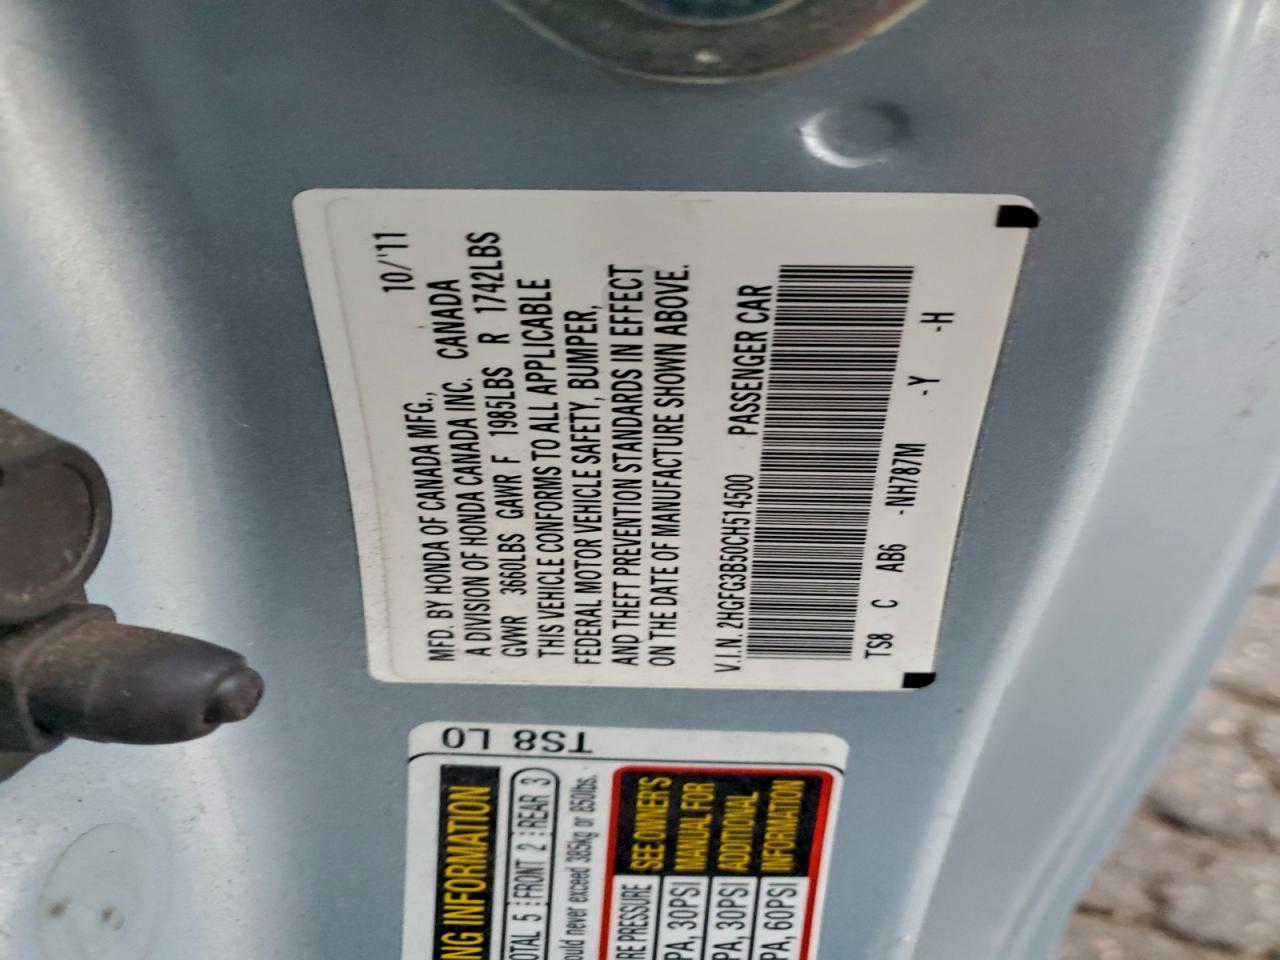 10/'11
MFD. BY HONDA OF CANADA MFG.,
A DIVISION OF HONDA CANADA INC. CANADA
GVWR 3660LBS GAWR F 1985LBS R 1742LBS
THIS VEHICLE CONFORMS TO ALL APPLICABLE
FEDERAL MOTOR VEHICLE SAFETY, BUMPER,
AND THEFT PREVENTION STANDARDS IN EFFECT
ON THE DATE OF MANUFACTURE SHOWN ABOVE.
V.I.N. 2HGFG3B50CH514500 PASSENGER CAR
TS8 C AB6 -NH787M -Y -H
TS8 L0
NG INFORMATION
OTAL 5 FRONT 2 REAR 3
ould never exceed 385kg or 850lbs.
RE PRESSURE
PA, 30PSI
PA, 30PSI
PA, 60PSI
SEE OWNER'S
MANUAL FOR
ADDITIONAL
INFORMATION